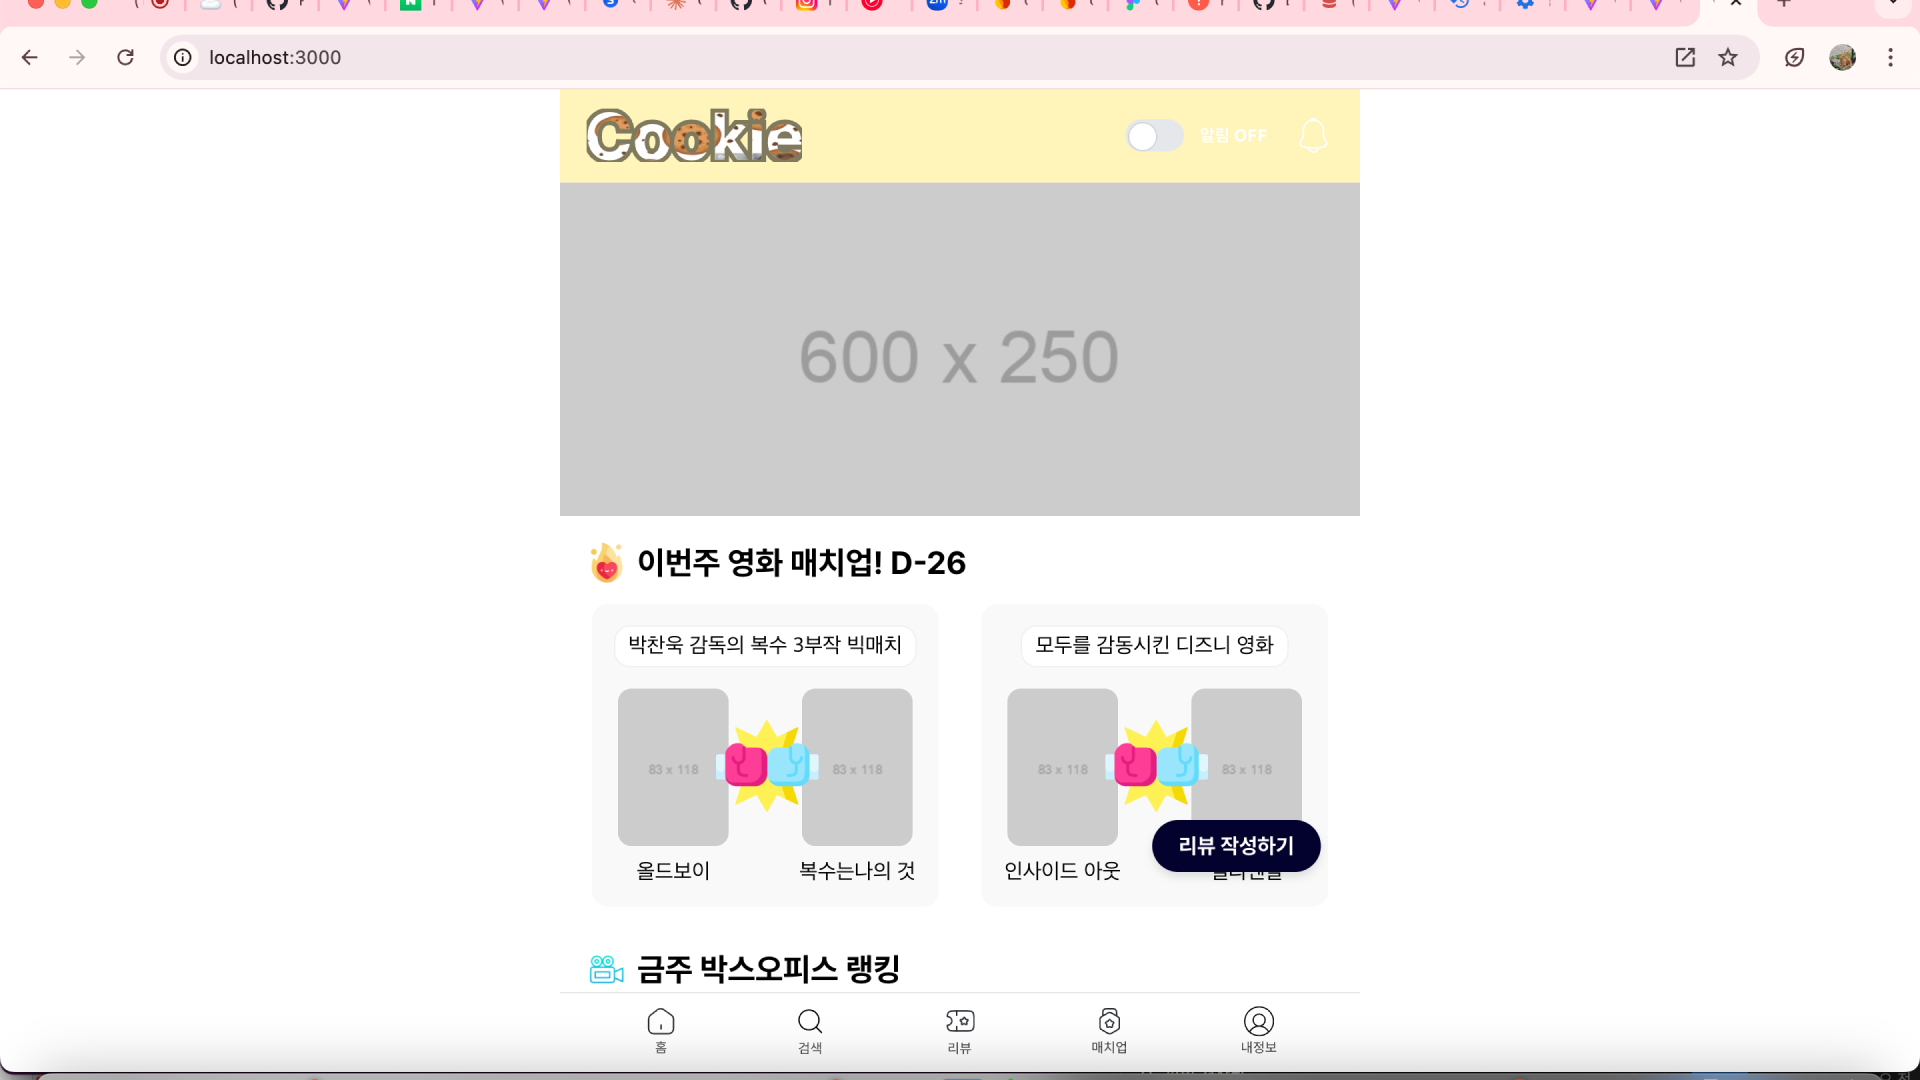 localhost:3000
Cookie
알림 OFF
600 x 250
이번주 영화 매치업! D-26
박찬욱 감독의 복수 3부작 빅매치
모두를 감동시킨 디즈니 영화
83 x 118
83 x 118
83 x 118
83 x 118
리뷰 작성하기
올드보이
복수는나의 것
인사이드 아웃
금주 박스오피스 랭킹
홈
검색
리뷰
매치업
내정보